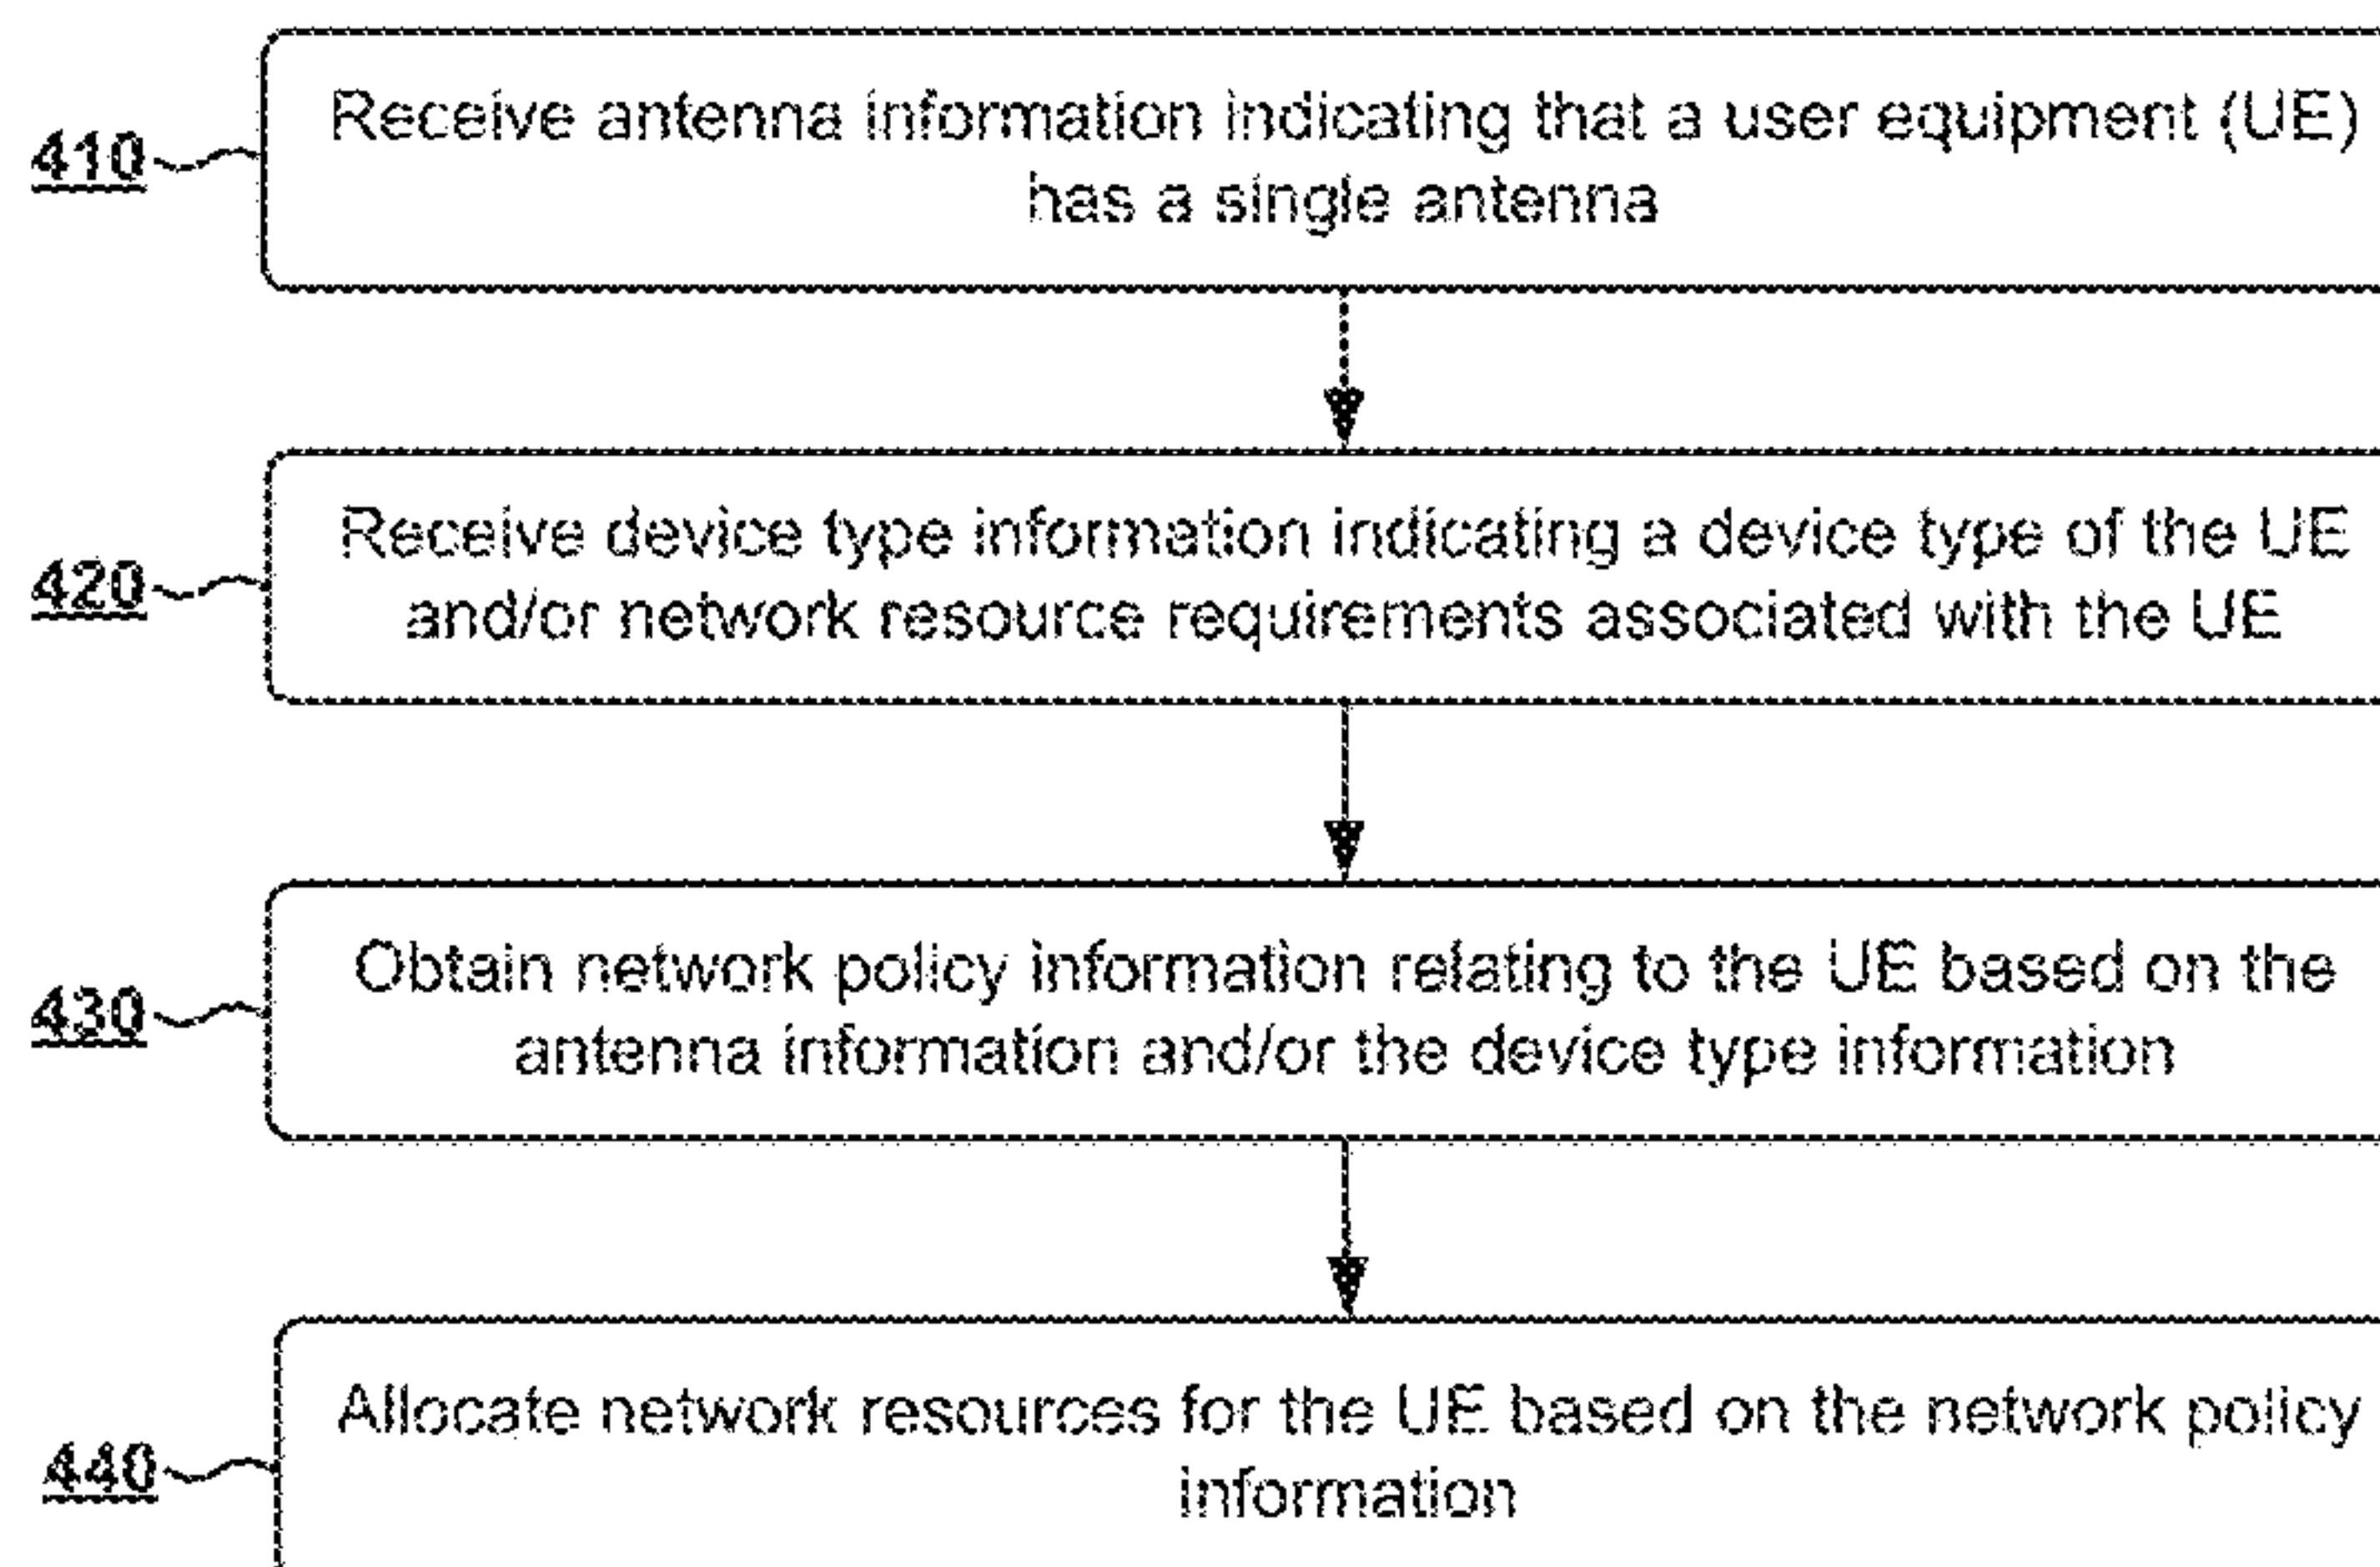 410
Receive antenna information indicating that a user equipment (UE)
has a single antenna
420
Receive device type information indicating a device type of the UE
and/or network resource requirements associated with the UE
430
Obtain network policy information relating to the UE based on the
antenna information and/or the device type information
440
Allocate network resources for the UE based on the network policy
information